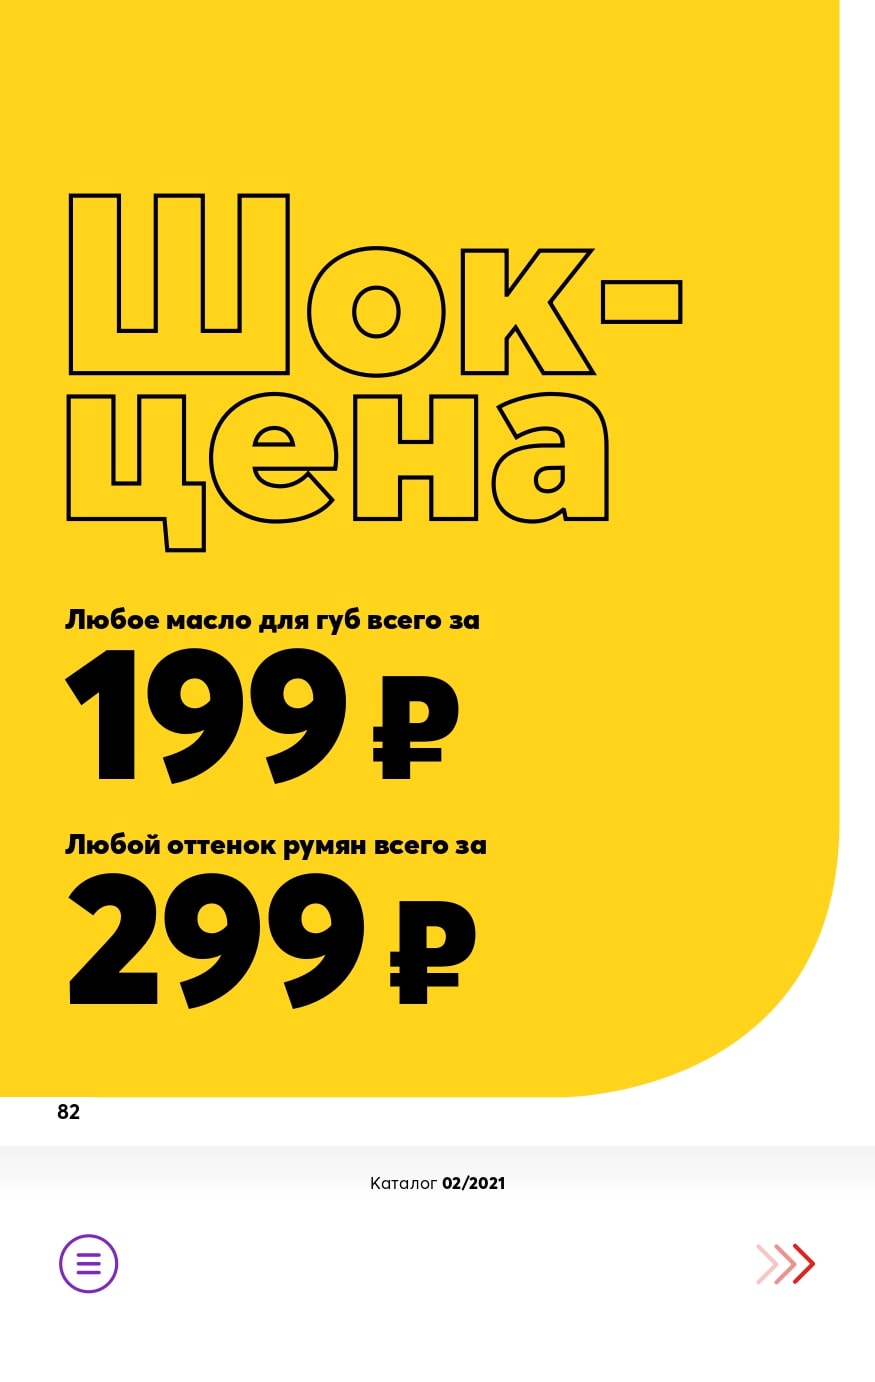 Шок-
цена
Любое масло для губ всего за
199 ₽
Любой оттенок румян всего за
299 ₽
82
Каталог 02/2021